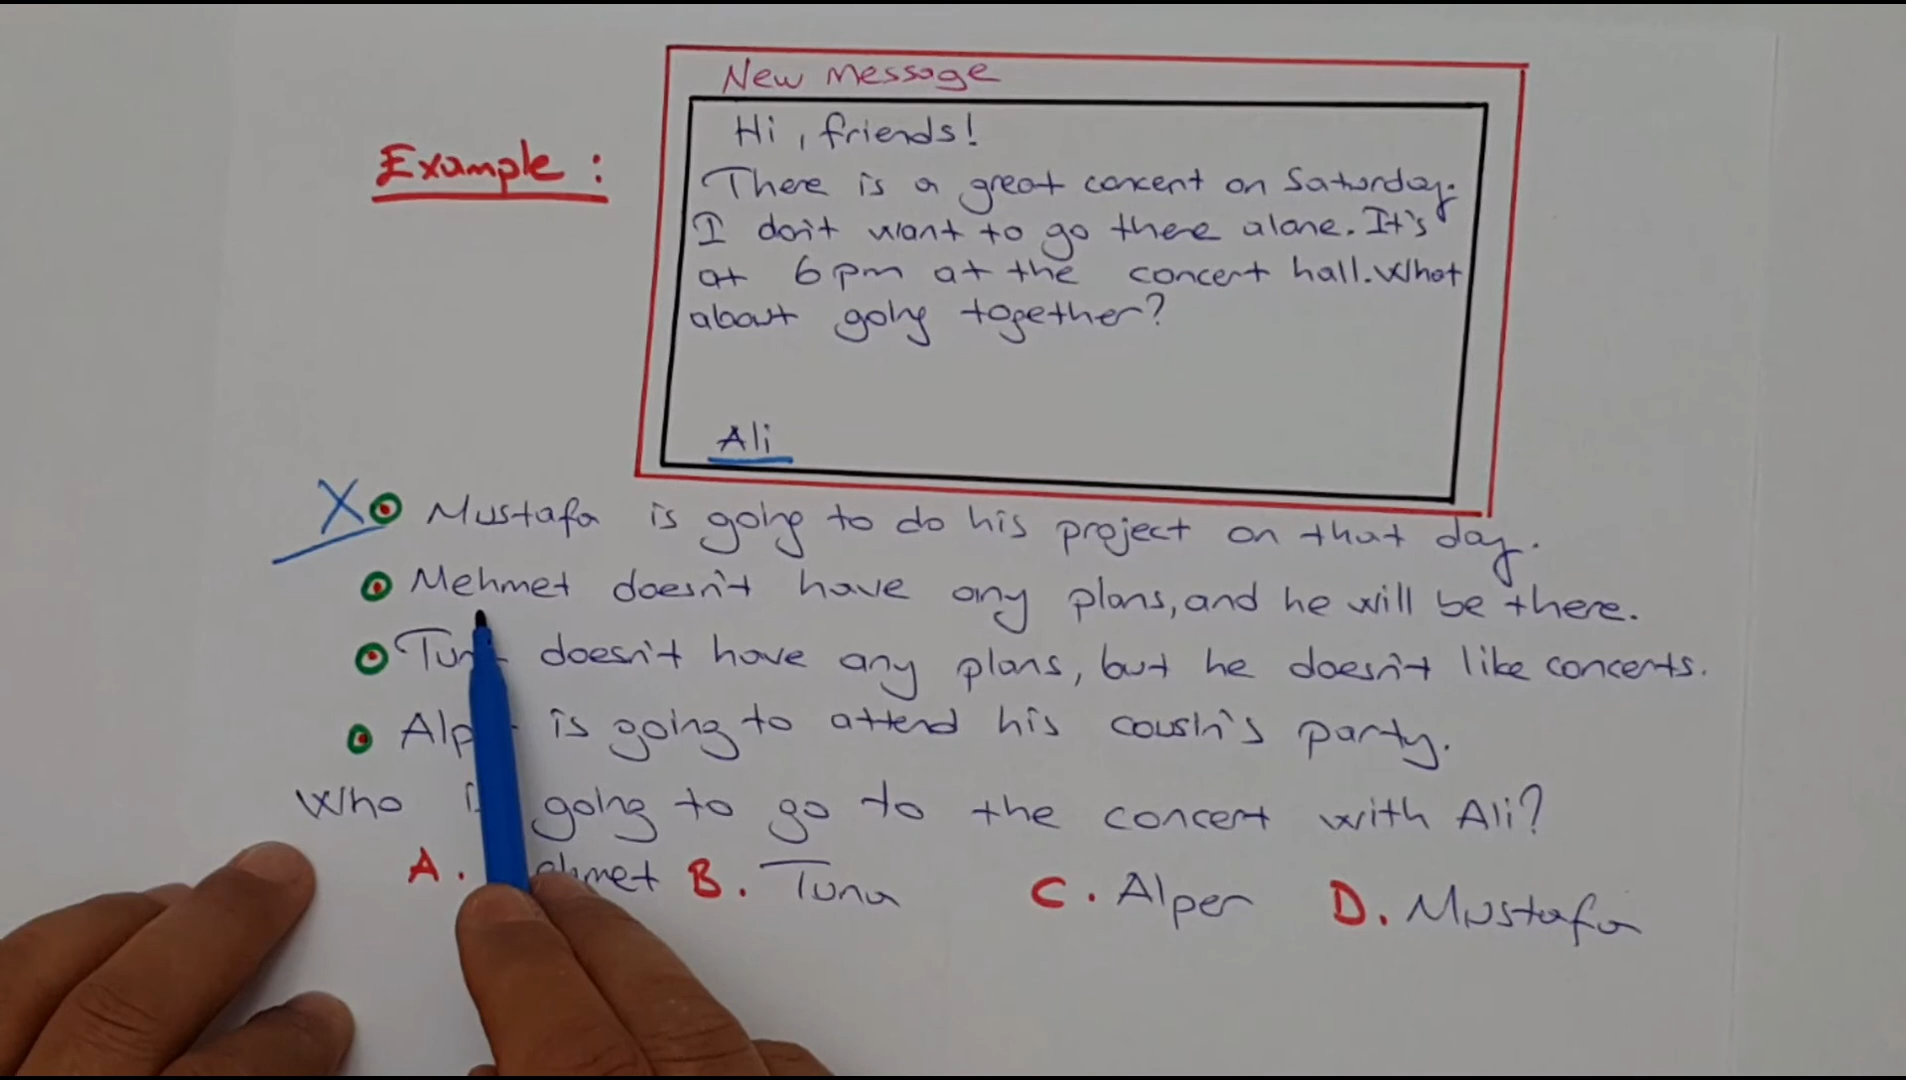 New message
Hi, friends!
Example:
There is a great concent on Saturday.
I don't want to go there alone. It's
at 6 pm at the concert hall. What
about going together?
Ali
X Mustafa is going to do his project on that day.
Mehmet doesn't have any plans, and he will be there.
doesn't have any plans, but he doesn't like concerts.
is going to attend his cousin's party.
Who going to go to the concert with Ali?
A. B. Tuna C. Alper D. Mustafa